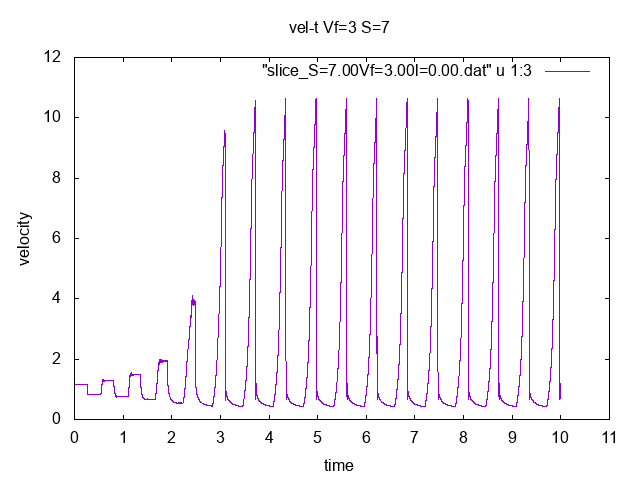 vel-t Vf=3 S=7
"slice_S=7.00Vf=3.00I=0.00.dat" u 1:3
12
10
8
6
4
2
0
velocity
0 1 2 3 4 5 6 7 8 9 10 11
time